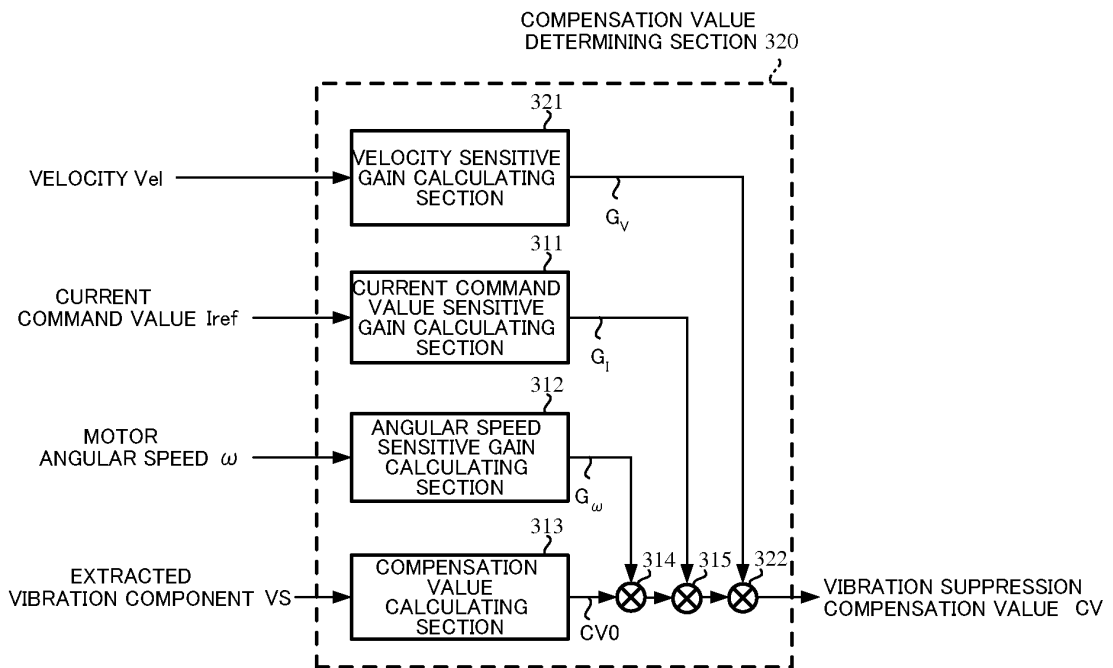 COMPENSATION VALUE
DETERMINING SECTION 320
321
VELOCITY SENSITIVE
GAIN CALCULATING
SECTION
VELOCITY Vel
G_V
311
CURRENT COMMAND
VALUE SENSITIVE
GAIN CALCULATING
SECTION
CURRENT
COMMAND VALUE Iref
G_I
312
ANGULAR SPEED
SENSITIVE GAIN
CALCULATING
SECTION
MOTOR
ANGULAR SPEED ω
G_ω
313
COMPENSATION
VALUE
CALCULATING
SECTION
EXTRACTED
VIBRATION COMPONENT VS
CV0
314
315
322
VIBRATION SUPPRESSION
COMPENSATION VALUE CV